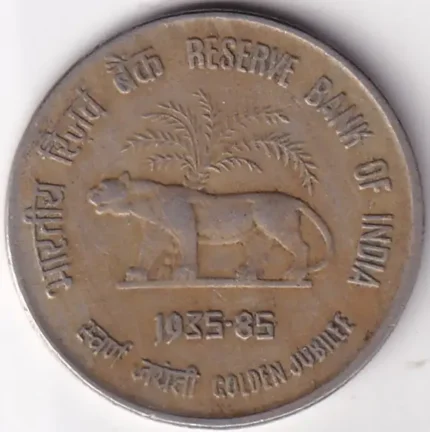 भारतीय रिज़र्व बैंक RESERVE BANK OF INDIA
1935-85
स्वर्ण जयंती GOLDEN JUBILEE